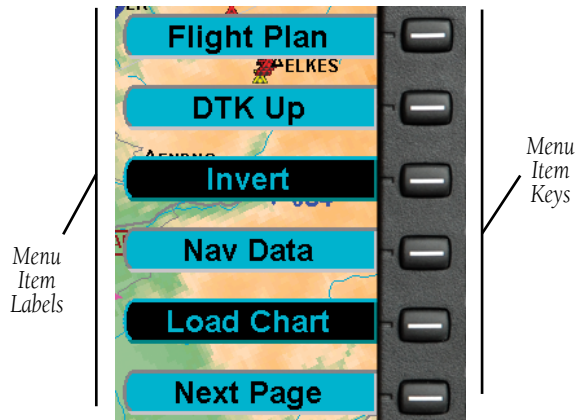 Flight Plan
ELKES
DTK Up
Menu
Item
Keys
Invert
Menu
Item
Labels
Nav Data
Load Chart
Next Page